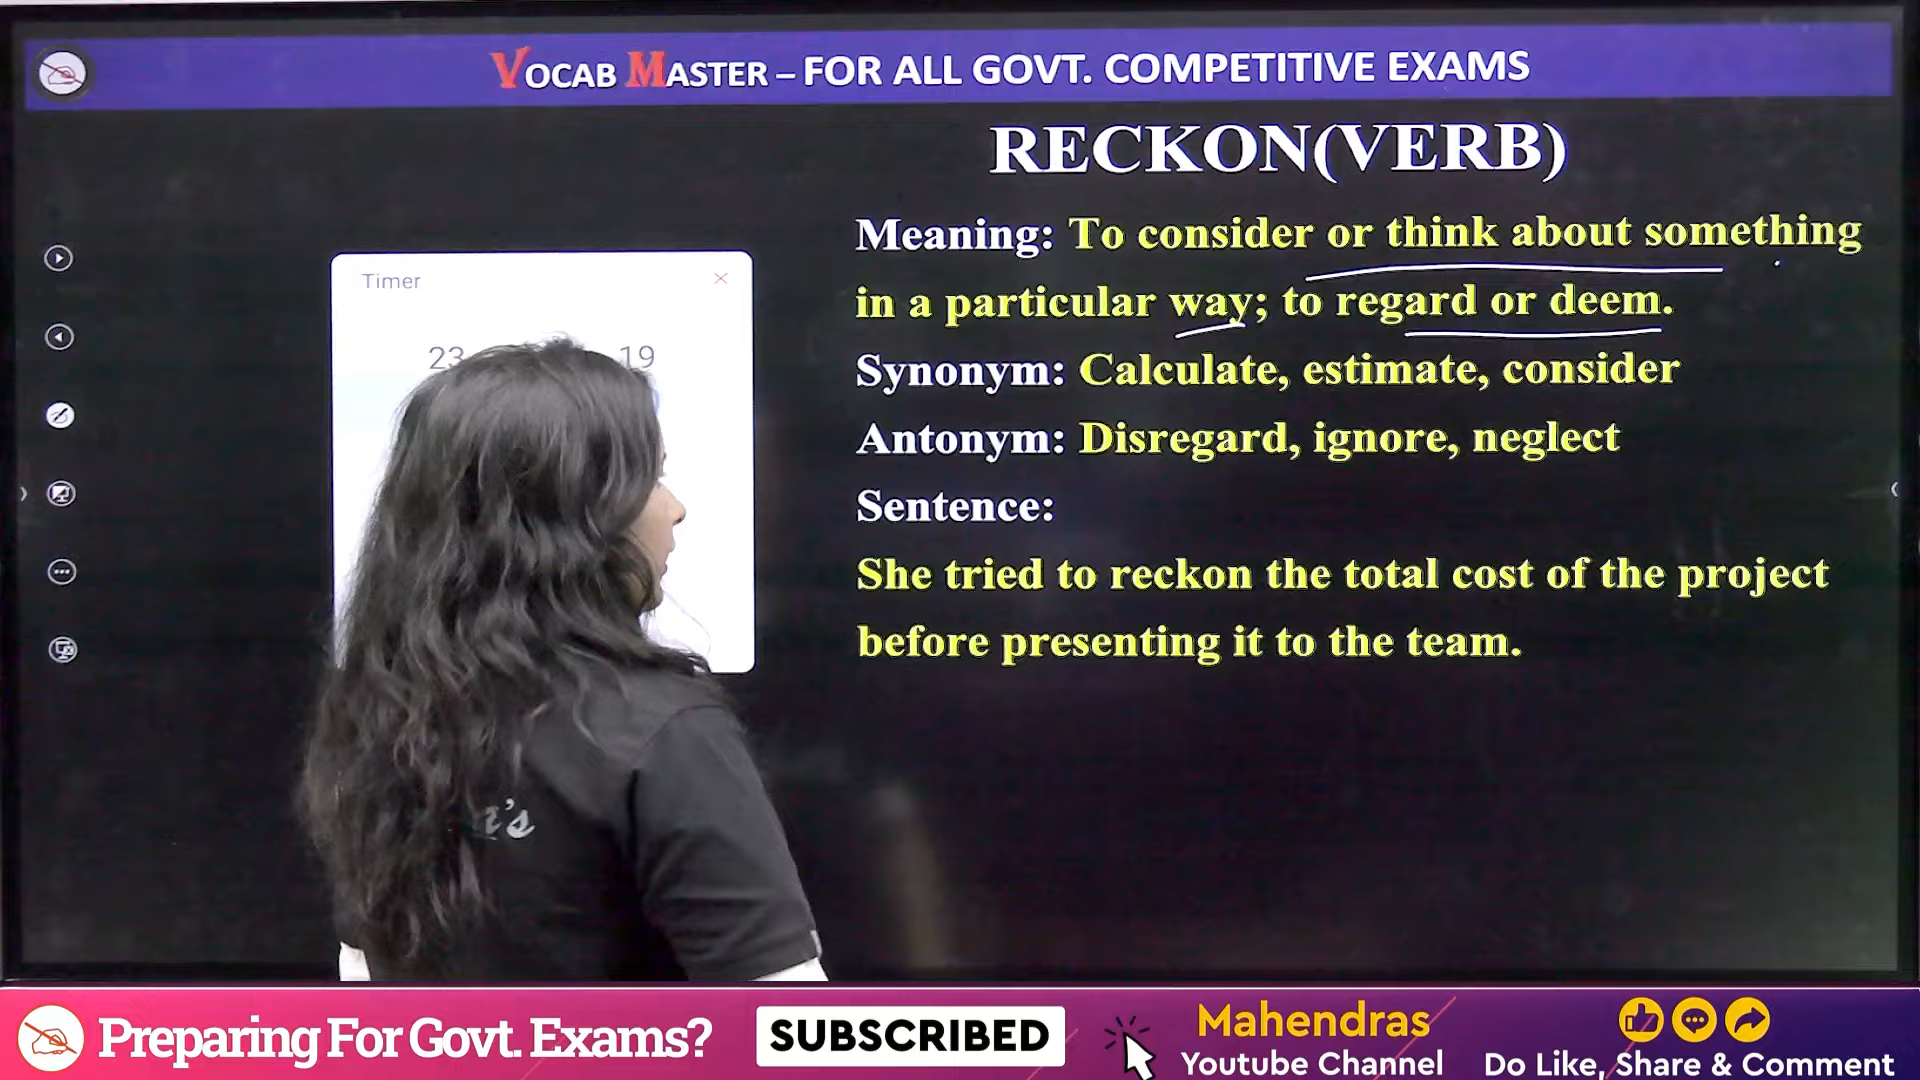 VOCAB MASTER – FOR ALL GOVT. COMPETITIVE EXAMS
RECKON(VERB)
Meaning: To consider or think about something
in a particular way; to regard or deem.
Synonym: Calculate, estimate, consider
Antonym: Disregard, ignore, neglect
Sentence:
She tried to reckon the total cost of the project
before presenting it to the team.
Timer
23 19
Preparing For Govt. Exams?
SUBSCRIBED
Mahendras
Youtube Channel
Do Like, Share & Comment